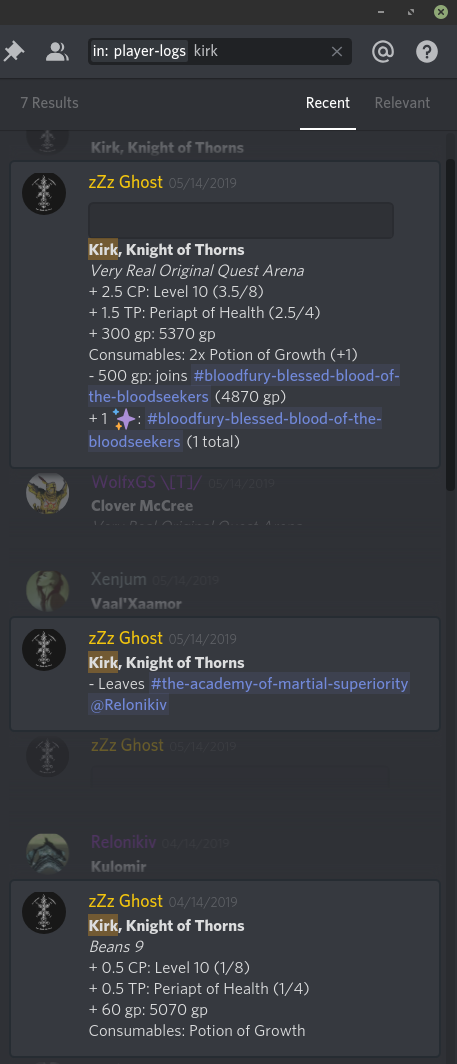 in: player-logs kirk
7 Results Recent Relevant
Kirk, Knight of Thorns
zZz Ghost 05/14/2019
Kirk, Knight of Thorns
Very Real Original Quest Arena
+ 2.5 CP: Level 10 (3.5/8)
+ 1.5 TP: Periapt of Health (2.5/4)
+ 300 gp: 5370 gp
Consumables: 2x Potion of Growth (+1)
- 500 gp: joins #bloodfury-blessed-blood-of-
the-bloodseekers (4870 gp)
+ 1 ✨: #bloodfury-blessed-blood-of-the-
bloodseekers (1 total)
WolfxGS \[T]/ 05/14/2019
Clover McCree
Very Real Original Quest Arena
Xenjum 05/14/2019
Vaal'Xaamor
zZz Ghost 05/14/2019
Kirk, Knight of Thorns
- Leaves #the-academy-of-martial-superiority
@Relonikiv
zZz Ghost 05/14/2019
Relonikiv 04/14/2019
Kulomir
zZz Ghost 04/14/2019
Kirk, Knight of Thorns
Beans 9
+ 0.5 CP: Level 10 (1/8)
+ 0.5 TP: Periapt of Health (1/4)
+ 60 gp: 5070 gp
Consumables: Potion of Growth